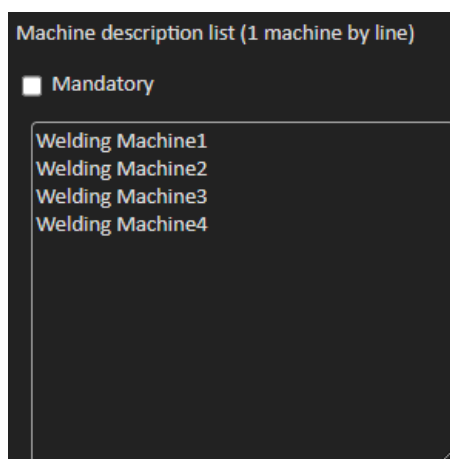 Machine description list (1 machine by line)
Mandatory
Welding Machine1
Welding Machine2
Welding Machine3
Welding Machine4